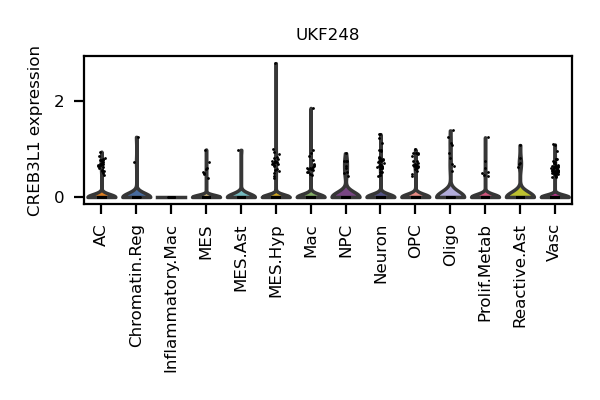 UKF248
CREB3L1 expression
2
0
AC
Chromatin.Reg
Inflammatory.Mac
MES
MES.Ast
MES.Hyp
Mac
NPC
Neuron
OPC
Oligo
Prolif.Metab
Reactive.Ast
Vasc